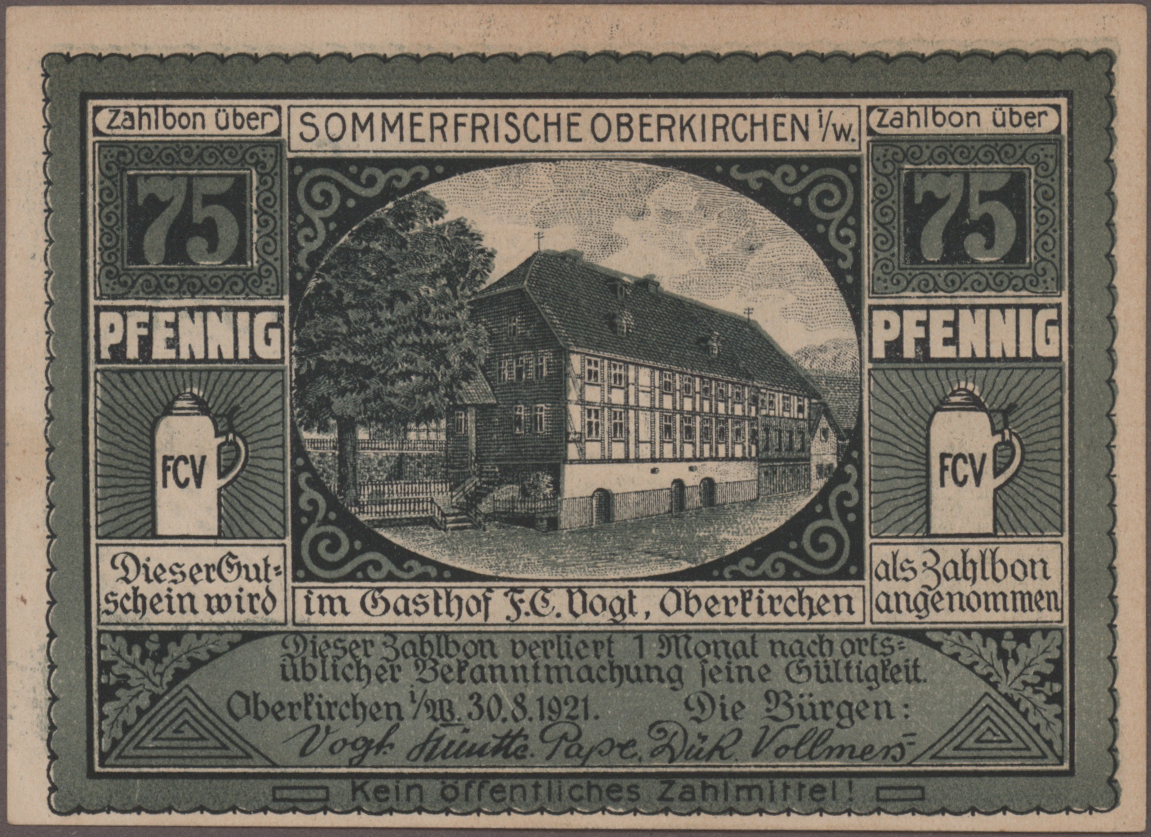 Zahlbon über
SOMMERFRISCHE OBERKIRCHEN i/W.
Zahlbon über
75
75
PFENNIG
PFENNIG
FCV
FCV
Dieser Gut-
schein wird
im Gasthof F.C. Vogt, Oberkirchen
als Zahlbon
angenommen
Dieser Zahlbon verliert 1 Monat nach orts-
üblicher Bekanntmachung seine Gültigkeit.
Oberkirchen i/W. 30.8.1921. Die Bürgen:
Vogt. Pape. Dük. Vollmers
Kein öffentliches Zahlmittel!